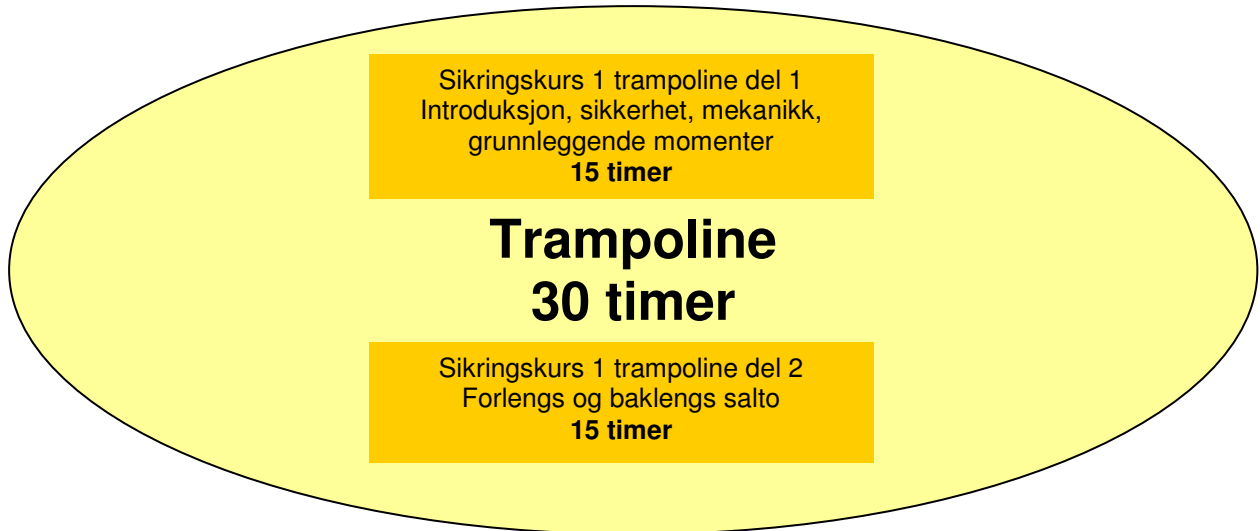 Sikringskurs 1 trampoline del 1
Introduksjon, sikkerhet, mekanikk,
grunnleggende momenter
15 timer
Trampoline
30 timer
Sikringskurs 1 trampoline del 2
Forlengs og baklengs salto
15 timer